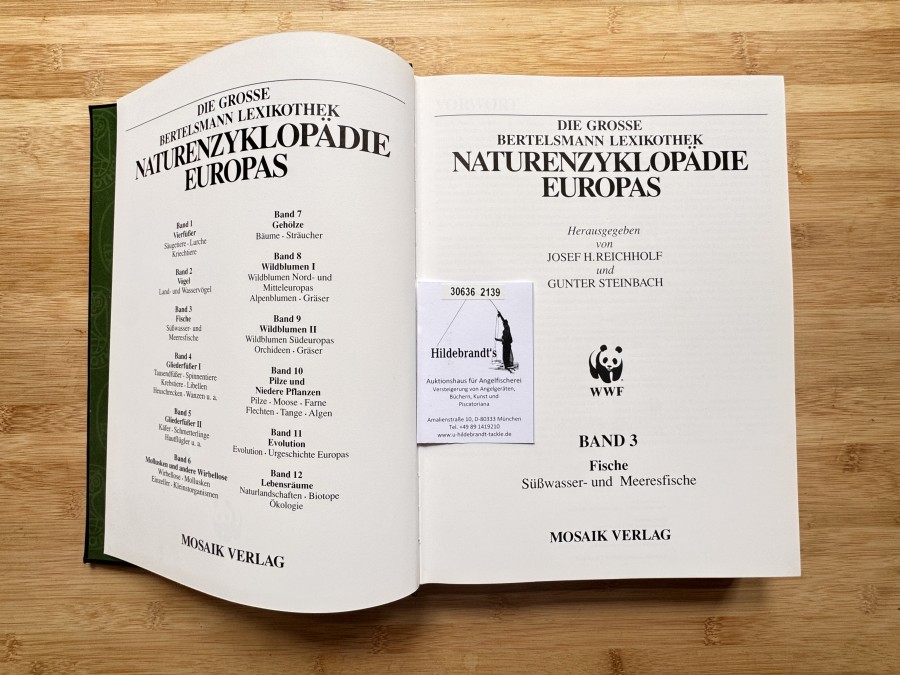 DIE GROSSE
BERTELSMANN LEXIKOTHEK
NATURENZYKLOPÄDIE
EUROPAS
Band 1
Vierfüßer
Säugetiere · Lurche
Kriechtiere
Band 2
Vögel
Land- und Wasservögel
Band 3
Fische
Süßwasser- und
Meeresfische
Band 4
Gliederfüßer I
Tausendfüßer · Spinnentiere
Krebstiere · Libellen
Heuschrecken · Wanzen u. a.
Band 5
Gliederfüßer II
Käfer · Schmetterlinge
Hautflügler u. a.
Band 6
Mollusken und andere Wirbellose
Wirbellose · Mollusken
Einzeller · Kleinstorganismen
Band 7
Gehölze
Bäume · Sträucher
Band 8
Wildblumen I
Wildblumen Nord- und
Mitteleuropas
Alpenblumen · Gräser
Band 9
Wildblumen II
Wildblumen Südeuropas
Orchideen · Gräser
Band 10
Pilze und
Niedere Pflanzen
Pilze · Moose · Farne
Flechten · Tange · Algen
Band 11
Evolution
Evolution · Urgeschichte Europas
Band 12
Lebensräume
Naturlandschaften · Biotope
Ökologie
MOSAIK VERLAG
DIE GROSSE
BERTELSMANN LEXIKOTHEK
NATURENZYKLOPÄDIE
EUROPAS
Herausgegeben
von
JOSEF H. REICHHOLF
und
GUNTER STEINBACH
WWF
BAND 3
Fische
Süßwasser- und Meeresfische
MOSAIK VERLAG
30636 2139
Hildebrandt's
Auktionshaus für Angelfischerei
Versteigerung von Angelgeräten,
Büchern, Kunst und
Piscatoriana
Amalienstraße 10, D-80333 München
Tel. +49 89 1419210
www.u-hildebrandt-tackle.de